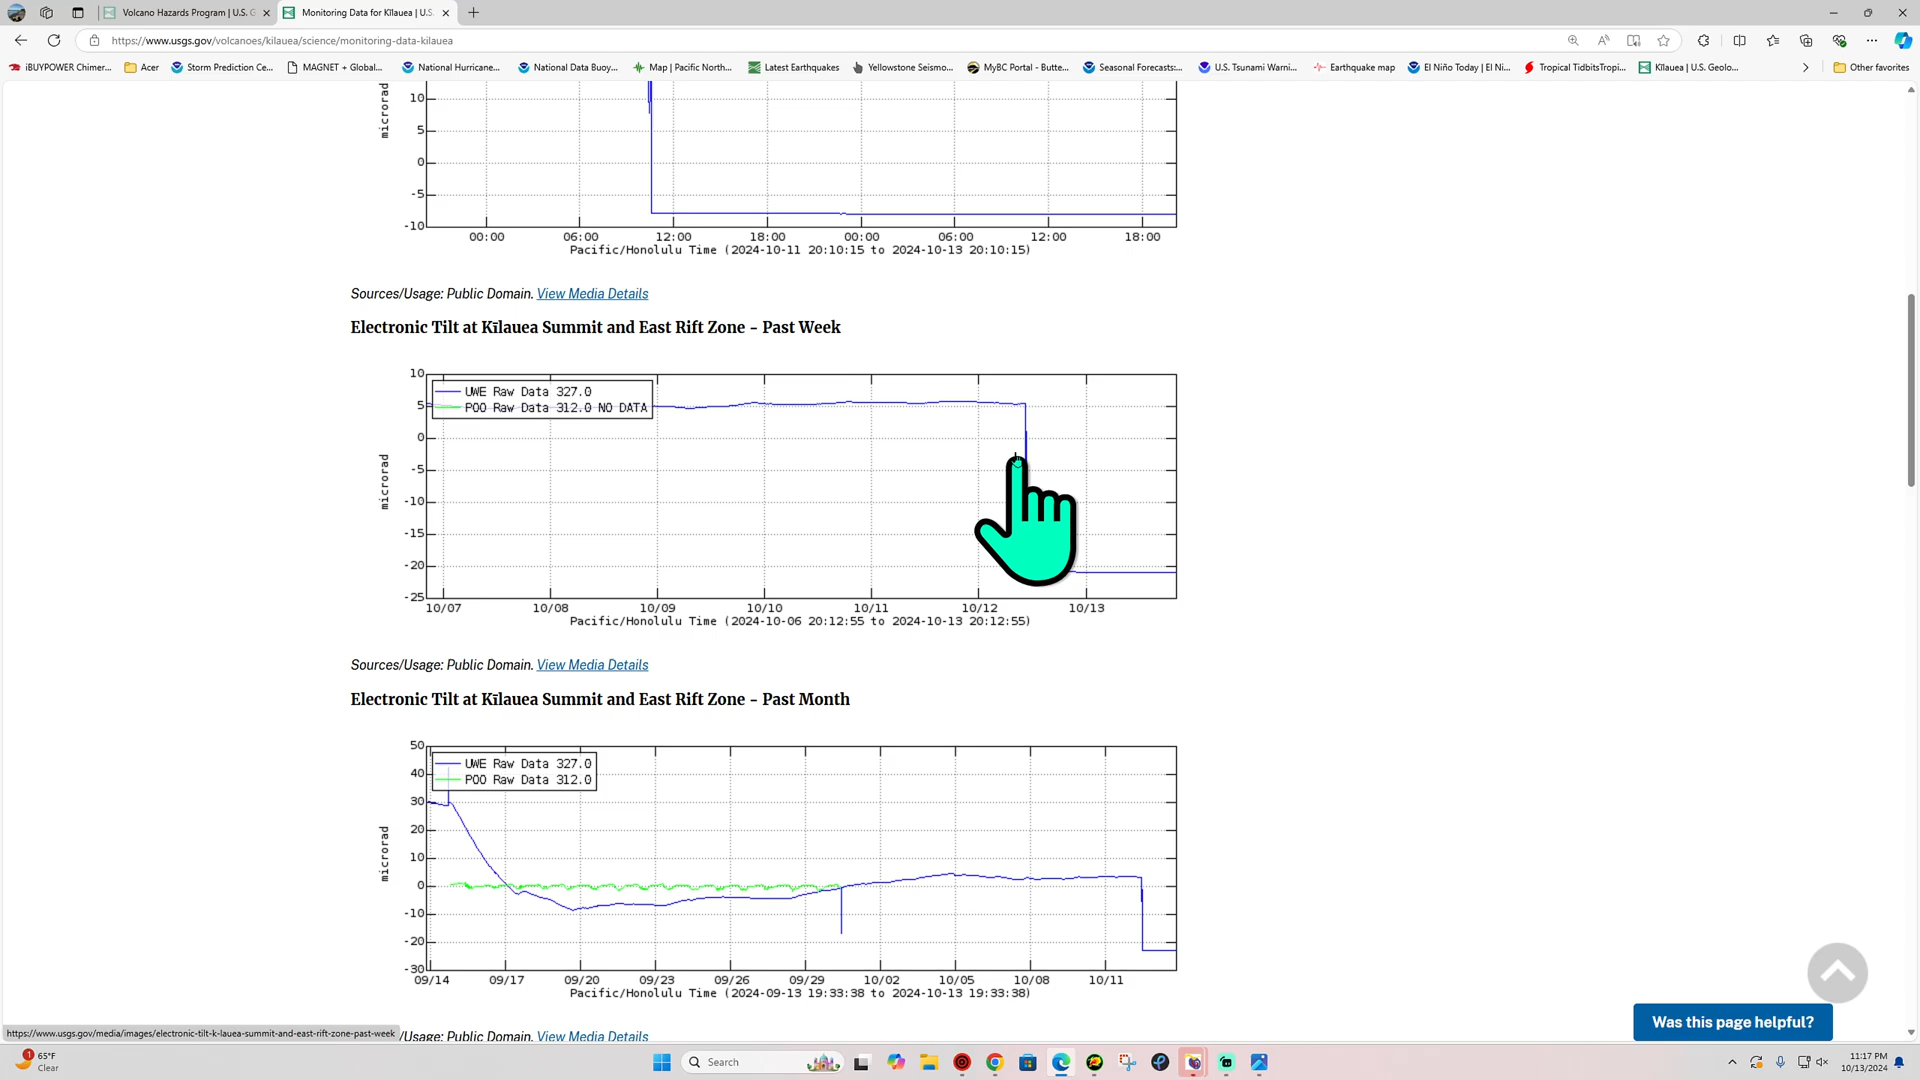 Volcano Hazards Program | U.S. G
Monitoring Data for Kīlauea | U.S.
https://www.usgs.gov/volcanoes/kilauea/science/monitoring-data-kilauea
iBUYPOWER Chimer...
Acer
Storm Prediction Ce...
MAGNET + Global...
National Hurricane...
National Data Buoy...
Map | Pacific North...
Latest Earthquakes
Yellowstone Seismo...
MyBC Portal - Butte...
Seasonal Forecasts:...
U.S. Tsunami Warni...
Earthquake map
El Niño Today | El Ni...
Tropical TidbitsTropi...
Kīlauea | U.S. Geolo...
Other favorites
microrad
10
5
0
-5
-10
00:00 06:00 12:00 18:00 00:00 06:00 12:00 18:00
Pacific/Honolulu Time (2024-10-11 20:10:15 to 2024-10-13 20:10:15)
Sources/Usage: Public Domain. View Media Details
Electronic Tilt at Kīlauea Summit and East Rift Zone - Past Week
UWE Raw Data 327.0
POO Raw Data 312.0 NO DATA
microrad
10
5
0
-5
-10
-15
-20
-25
10/07 10/08 10/09 10/10 10/11 10/12 10/13
Pacific/Honolulu Time (2024-10-06 20:12:55 to 2024-10-13 20:12:55)
Sources/Usage: Public Domain. View Media Details
Electronic Tilt at Kīlauea Summit and East Rift Zone - Past Month
UWE Raw Data 327.0
POO Raw Data 312.0
microrad
50
40
30
20
10
0
-10
-20
-30
09/14 09/17 09/20 09/23 09/26 09/29 10/02 10/05 10/08 10/11
Pacific/Honolulu Time (2024-09-13 19:33:38 to 2024-10-13 19:33:38)
Was this page helpful?
https://www.usgs.gov/media/images/electronic-tilt-k-lauea-summit-and-east-rift-zone-past-week
/Usage: Public Domain. View Media Details
1
65°F
Clear
Search
11:17 PM
10/13/2024